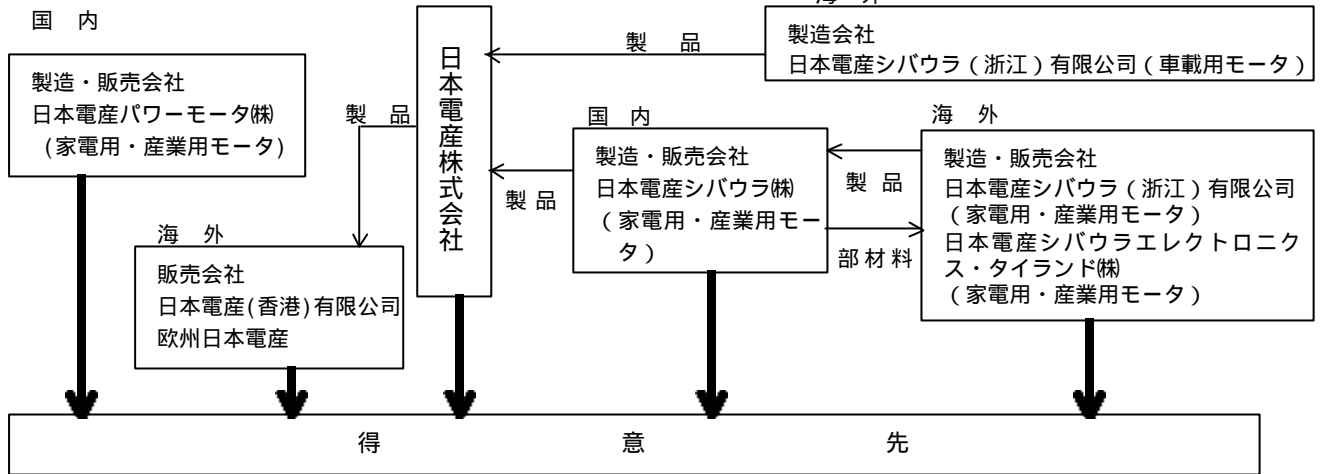 国 内
海 外
製造会社
日本電産シバウラ（浙江）有限公司（車載用モータ）
製 品
製造・販売会社
日本電産パワーモータ㈱
(家電用・産業用モータ)
製 品
日本電産株式会社
国 内
製造・販売会社
日本電産シバウラ㈱
（家電用・産業用モー
タ）
製 品
海 外
製造・販売会社
日本電産シバウラ（浙江）有限公司
（家電用・産業用モータ）
日本電産シバウラエレクトロニク
ス・タイランド㈱
（家電用・産業用モータ）
製 品
部材料
海 外
販売会社
日本電産(香港)有限公司
欧州日本電産
得 意 先